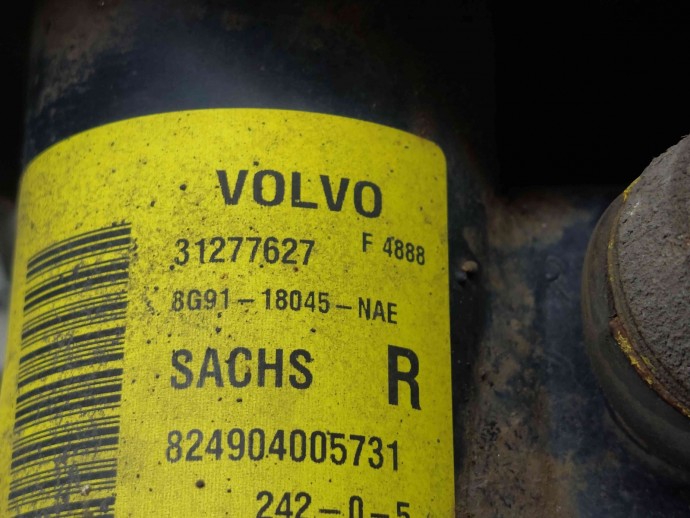 VOLVO
31277627 F 4888
8G91-18045-NAE
SACHS R
824904005731
242-0-5